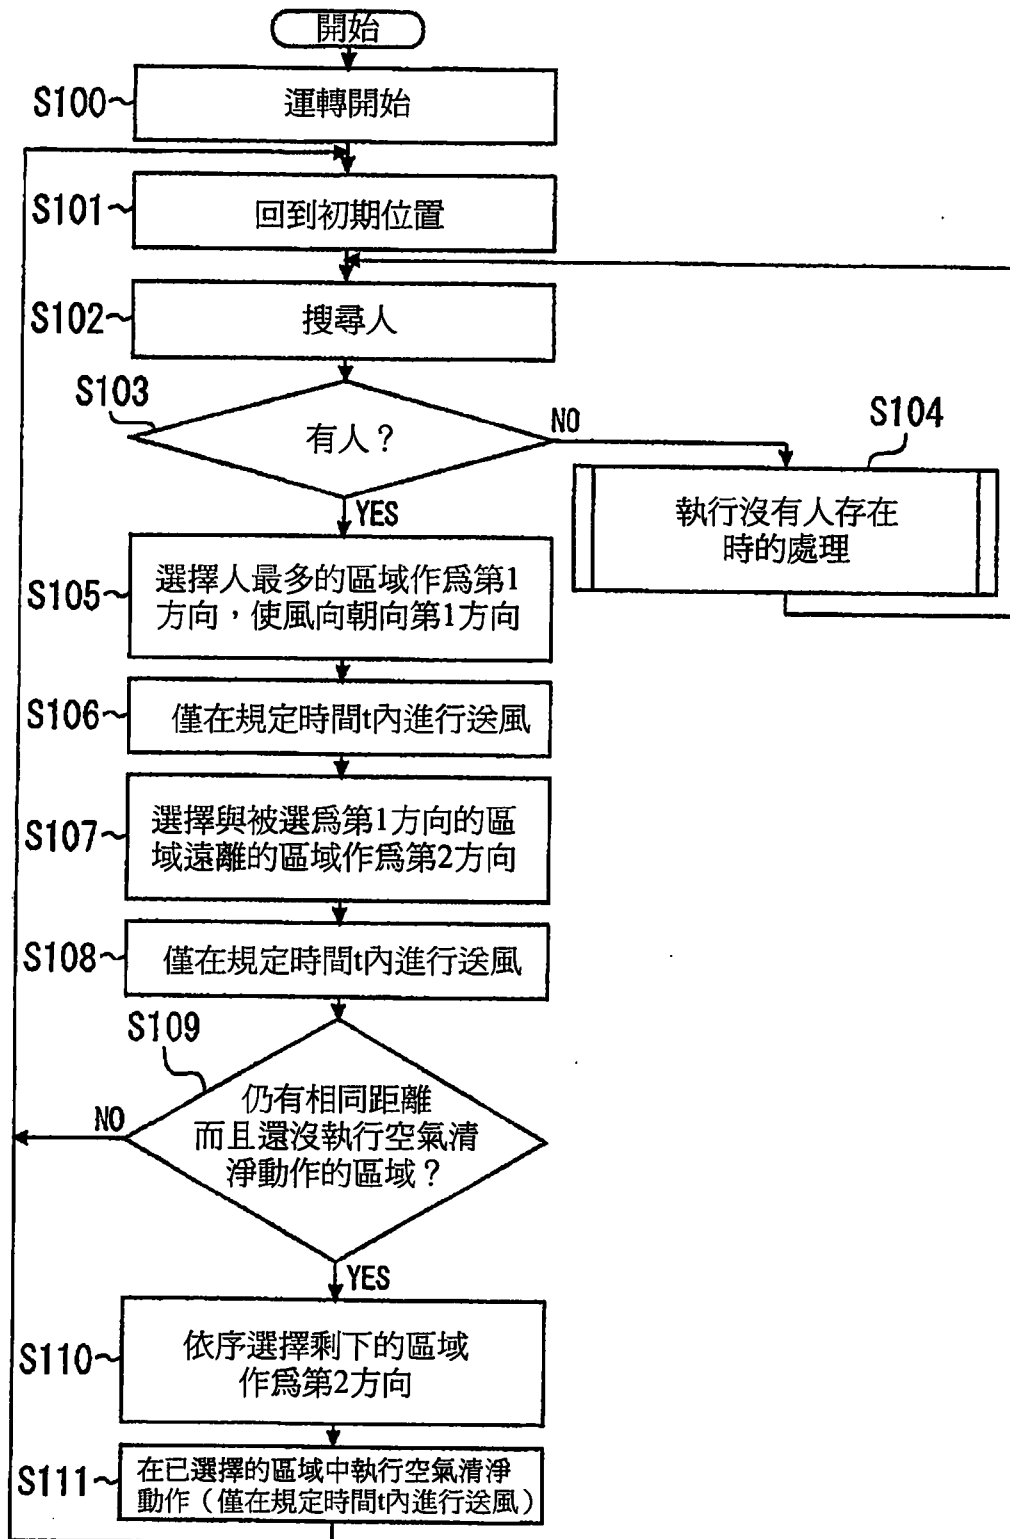 開始
S100
運轉開始
S101
回到初期位置
S102
搜尋人
S103
有人？
NO
S104
執行沒有人存在
時的處理
YES
S105
選擇人最多的區域作爲第1
方向，使風向朝向第1方向
S106
僅在規定時間t內進行送風
S107
選擇與被選爲第1方向的區
域遠離的區域作爲第2方向
S108
僅在規定時間t內進行送風
S109
仍有相同距離
而且還沒執行空氣清
淨動作的區域？
NO
YES
S110
依序選擇剩下的區域
作爲第2方向
S111
在已選擇的區域中執行空氣清淨
動作（僅在規定時間t內進行送風）